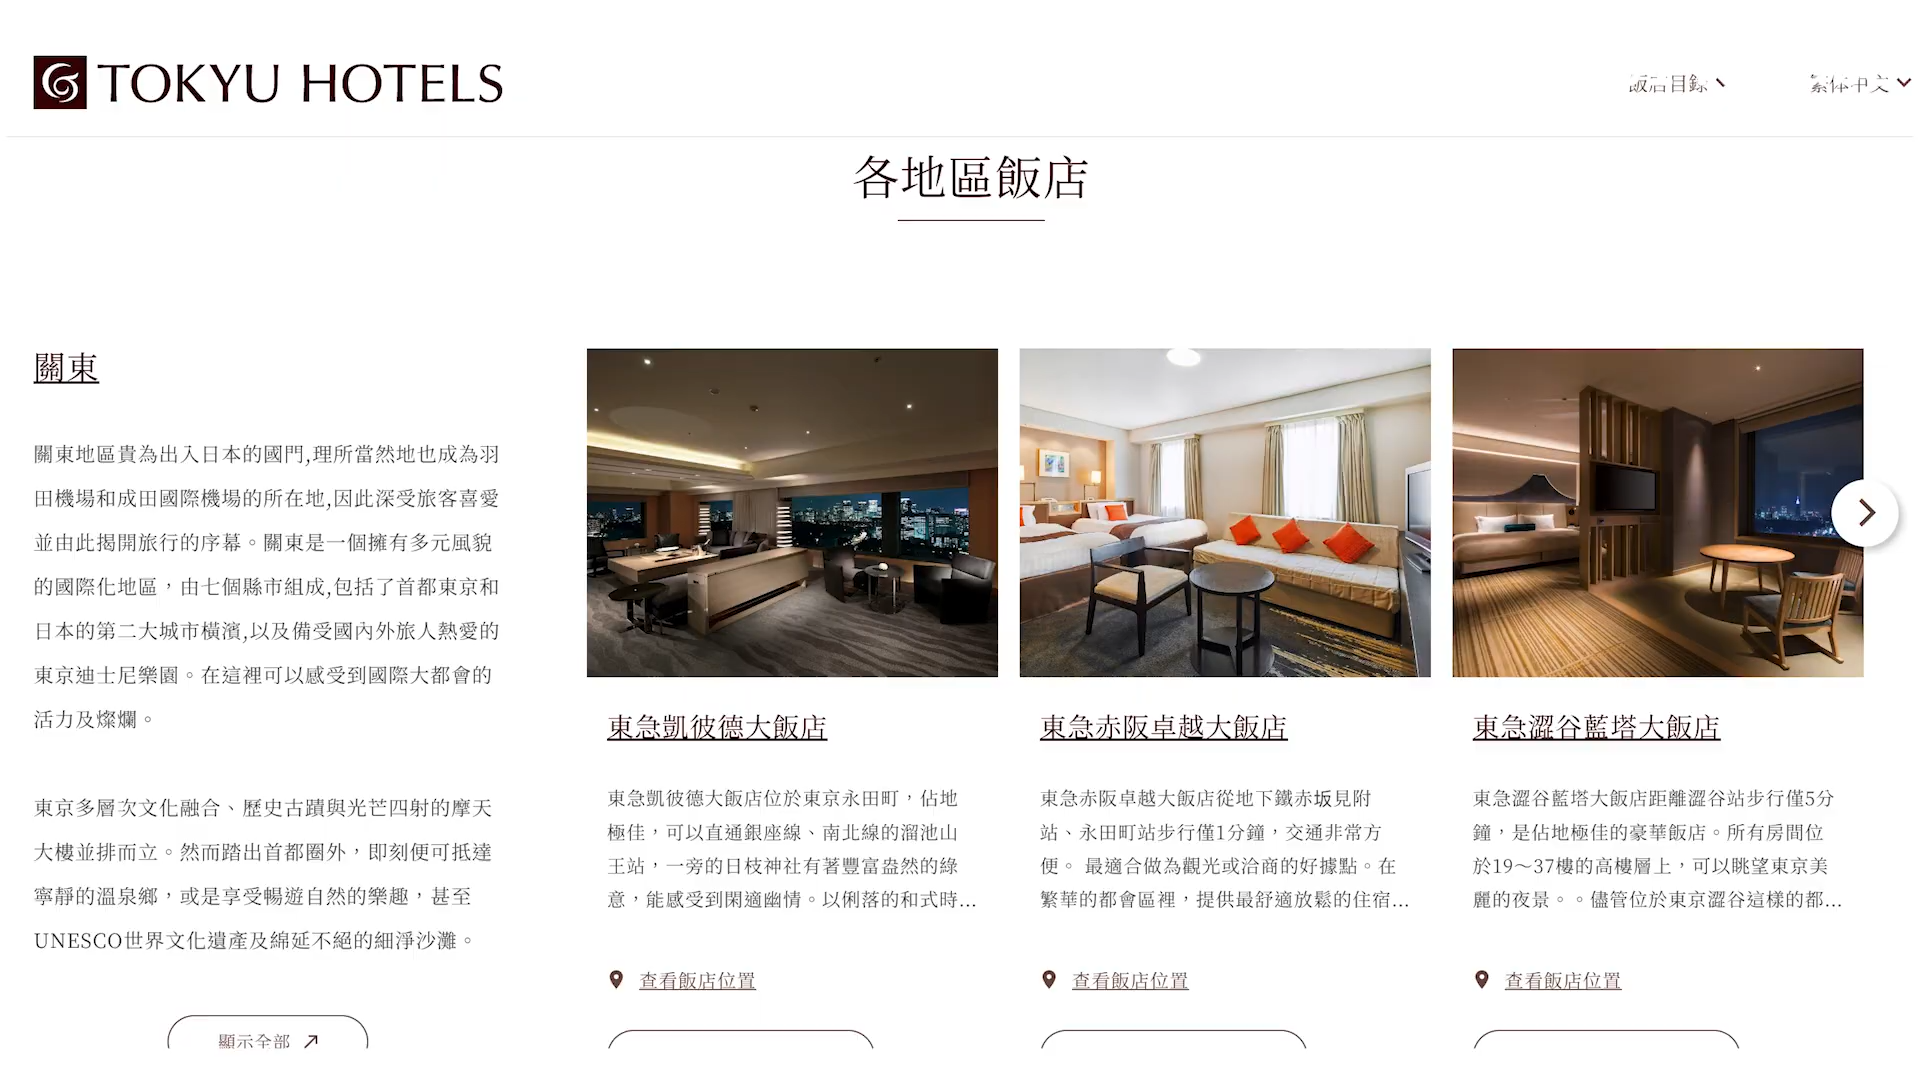 TOKYU HOTELS
飯店目錄
繁体中文
各地區飯店
關東
關東地區貴為出入日本的國門,理所當然地也成為羽
田機場和成田國際機場的所在地,因此深受旅客喜愛
並由此揭開旅行的序幕。關東是一個擁有多元風貌
的國際化地區，由七個縣市組成,包括了首都東京和
日本的第二大城市橫濱,以及備受國內外旅人熱愛的
東京迪士尼樂園。在這裡可以感受到國際大都會的
活力及燦爛。
東京多層次文化融合、歷史古蹟與光芒四射的摩天
大樓並排而立。然而踏出首都圈外，即刻便可抵達
寧靜的溫泉鄉，或是享受暢遊自然的樂趣，甚至
UNESCO世界文化遺產及綿延不絕的細淨沙灘。
顯示全部
東急凱彼德大飯店
東急凱彼德大飯店位於東京永田町，佔地
極佳，可以直通銀座線、南北線的溜池山
王站，一旁的日枝神社有著豐富盎然的綠
意，能感受到閑適幽情。以俐落的和式時...
查看飯店位置
東急赤阪卓越大飯店
東急赤阪卓越大飯店從地下鐵赤坂見附
站、永田町站步行僅1分鐘，交通非常方
便。 最適合做為觀光或洽商的好據點。在
繁華的都會區裡，提供最舒適放鬆的住宿...
查看飯店位置
東急澀谷藍塔大飯店
東急澀谷藍塔大飯店距離澀谷站步行僅5分
鐘，是佔地極佳的豪華飯店。所有房間位
於19～37樓的高樓層上，可以眺望東京美
麗的夜景。。儘管位於東京澀谷這樣的都...
查看飯店位置